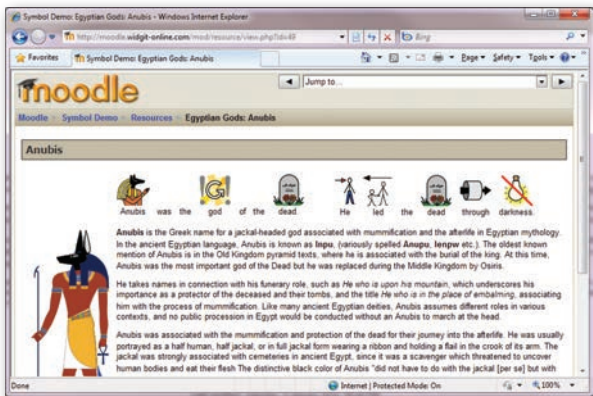 Symbol Demo: Egyptian Gods: Anubis - Windows Internet Explorer
http://moodle.widgit-online.com/mod/resource/view.php?id=49
Bing
Favorites
Symbol Demo: Egyptian Gods: Anubis
Page
Safety
Tools
moodle
Jump to...
Moodle
Symbol Demo
Resources
Egyptian Gods: Anubis
Anubis
G
Anubis was the god of the dead. He led the dead through darkness.
Anubis is the Greek name for a jackal-headed god associated with mummification and the afterlife in Egyptian mythology.
In the ancient Egyptian language, Anubis is known as Inpu, (variously spelled Anupu, Ienpw etc.). The oldest known
mention of Anubis is in the Old Kingdom pyramid texts, where he is associated with the burial of the king. At this time,
Anubis was the most important god of the Dead but he was replaced during the Middle Kingdom by Osiris.
He takes names in connection with his funerary role, such as He who is upon his mountain, which underscores his
importance as a protector of the deceased and their tombs, and the title He who is in the place of embalming, associating
him with the process of mummification. Like many ancient Egyptian deities, Anubis assumes different roles in various
contexts, and no public procession in Egypt would be conducted without an Anubis to march at the head.
Anubis was associated with the mummification and protection of the dead for their journey into the afterlife. He was usually
portrayed as a half human, half jackal, or in full jackal form wearing a ribbon and holding a flail in the crook of its arm. The
jackal was strongly associated with cemeteries in ancient Egypt, since it was a scavenger which threatened to uncover
human bodies and eat their flesh The distinctive black color of Anubis "did not have to do with the jackal [per se] but with
Done
Internet | Protected Mode: On
100%